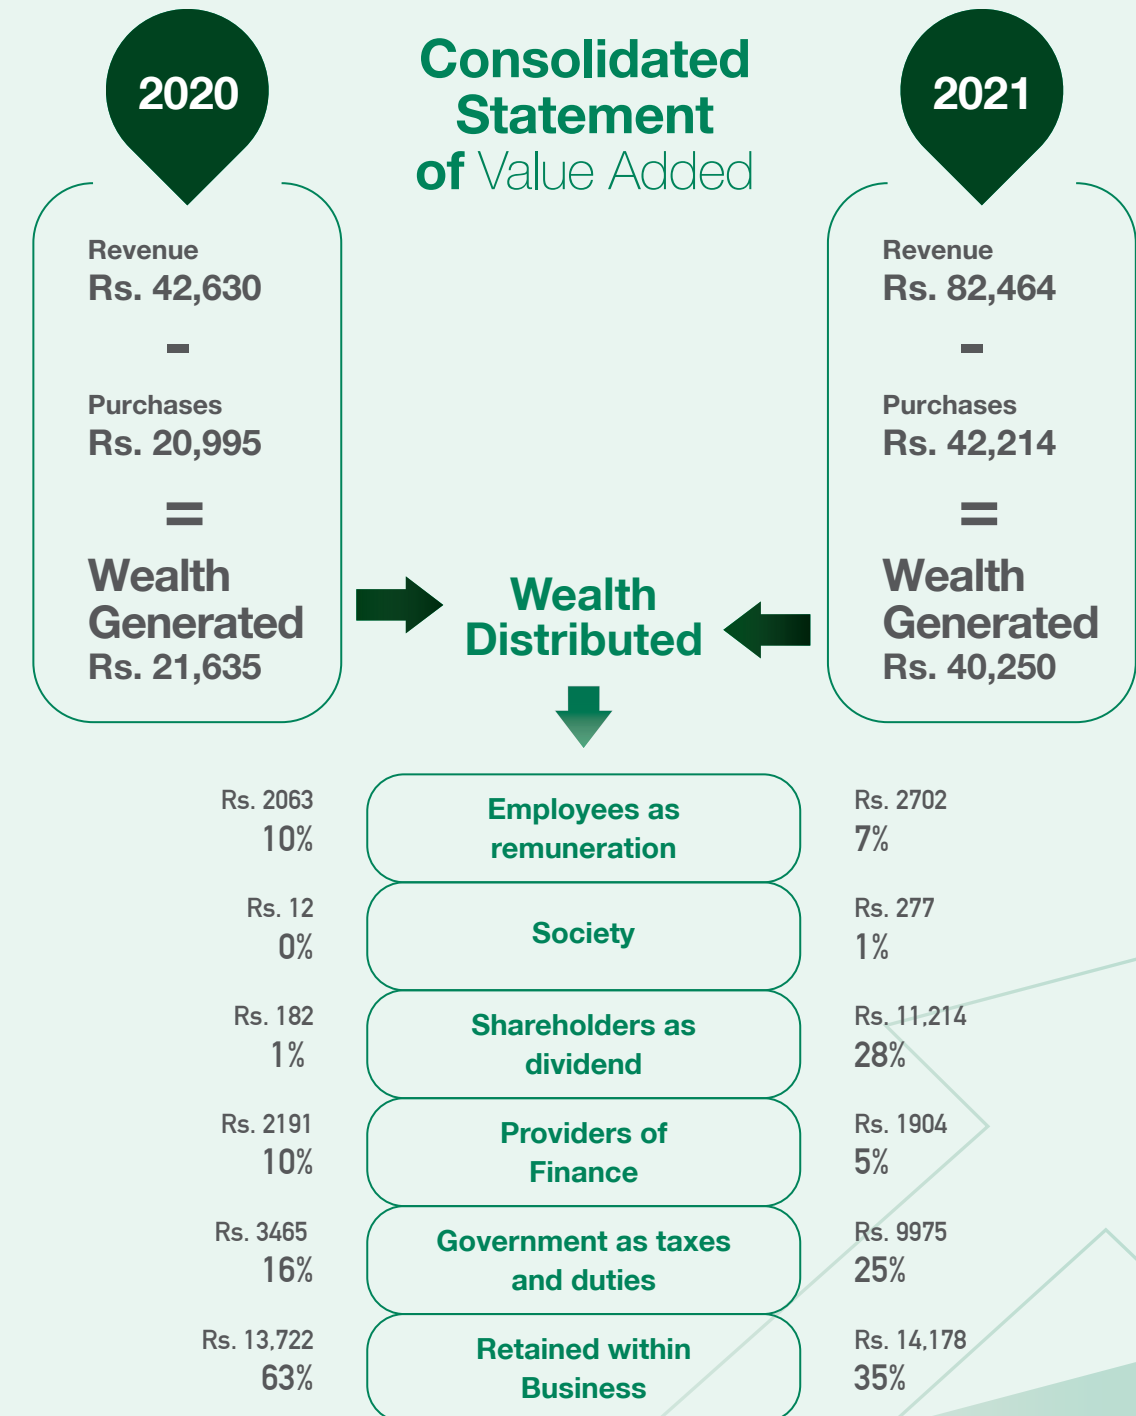 2020
Consolidated
Statement
of Value Added
2021
Revenue
Rs. 42,630
-
Purchases
Rs. 20,995
=
Wealth
Generated
Rs. 21,635
Revenue
Rs. 82,464
-
Purchases
Rs. 42,214
=
Wealth
Generated
Rs. 40,250
Wealth
Distributed
Rs. 2063
10%
Employees as
remuneration
Rs. 2702
7%
Rs. 12
0%
Society
Rs. 277
1%
Rs. 182
1%
Shareholders as
dividend
Rs. 11,214
28%
Rs. 2191
10%
Providers of
Finance
Rs. 1904
5%
Rs. 3465
16%
Government as taxes
and duties
Rs. 9975
25%
Rs. 13,722
63%
Retained within
Business
Rs. 14,178
35%